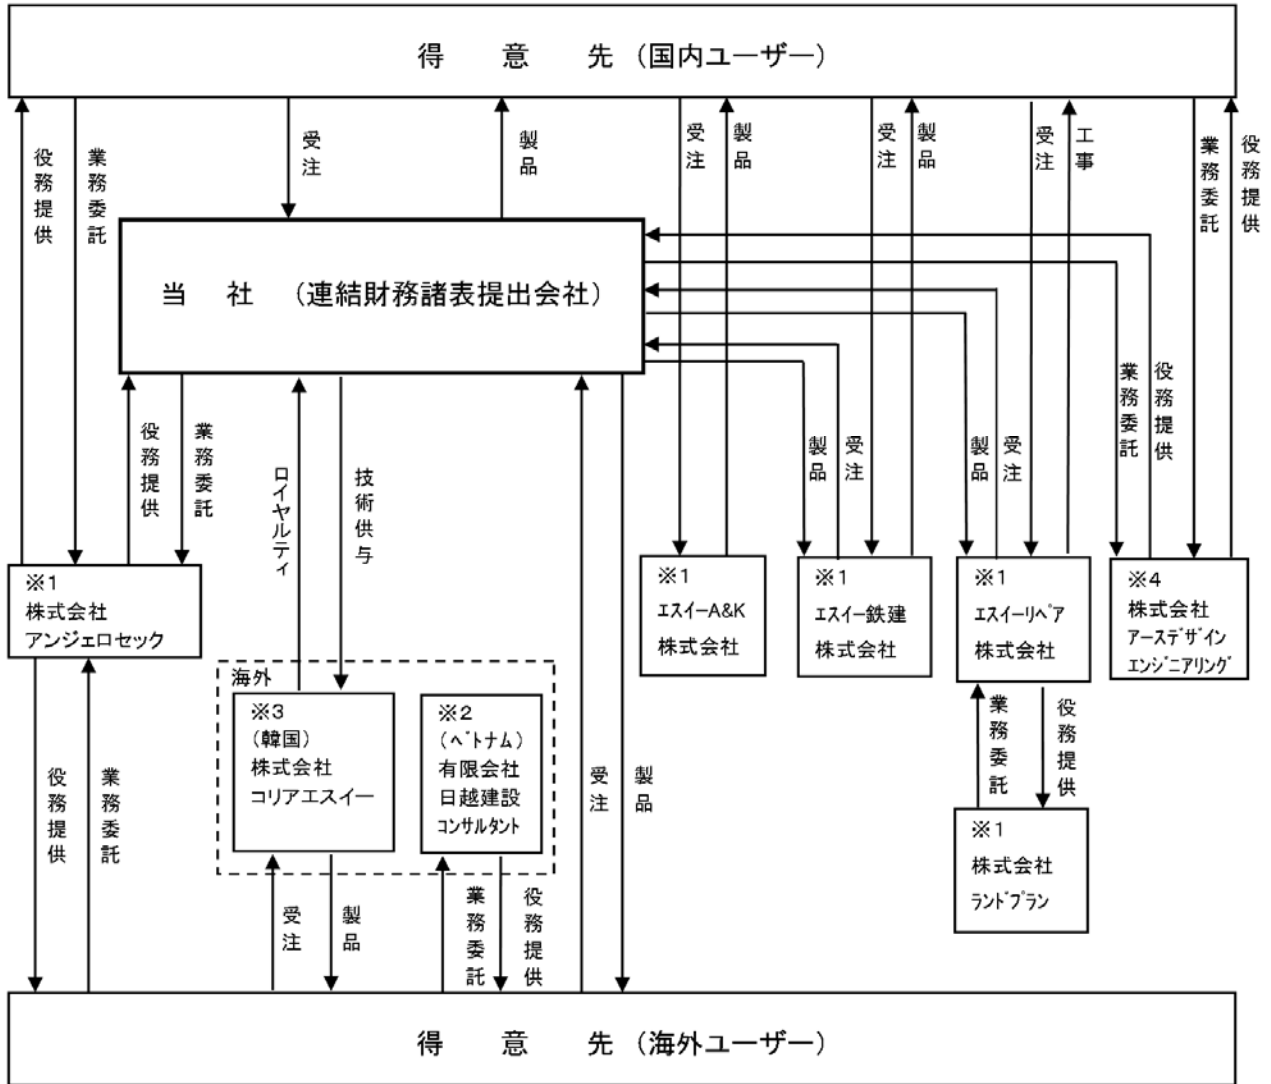 得 意 先 (国内ユーザー)
役務提供
業務委託
受注
製品
受注
製品
受注
製品
受注
工事
業務委託
役務提供
当 社 (連結財務諸表提出会社)
役務提供
業務委託
ロイヤルティ
技術供与
製品
受注
製品
受注
業務委託
役務提供
※1
株式会社
アンジェロセック
※1
エスイーA&K
株式会社
※1
エスイー鉄建
株式会社
※1
エスイーリペア
株式会社
※4
株式会社
アースデザイン
エンジニアリング
海外
※3
(韓国)
株式会社
コリアエスイー
※2
(ベトナム)
有限会社
日越建設
コンサルタント
役務提供
業務委託
受注
製品
業務委託
役務提供
※1
株式会社
ランドプラン
受注
製品
業務委託
役務提供
得 意 先 (海外ユーザー)